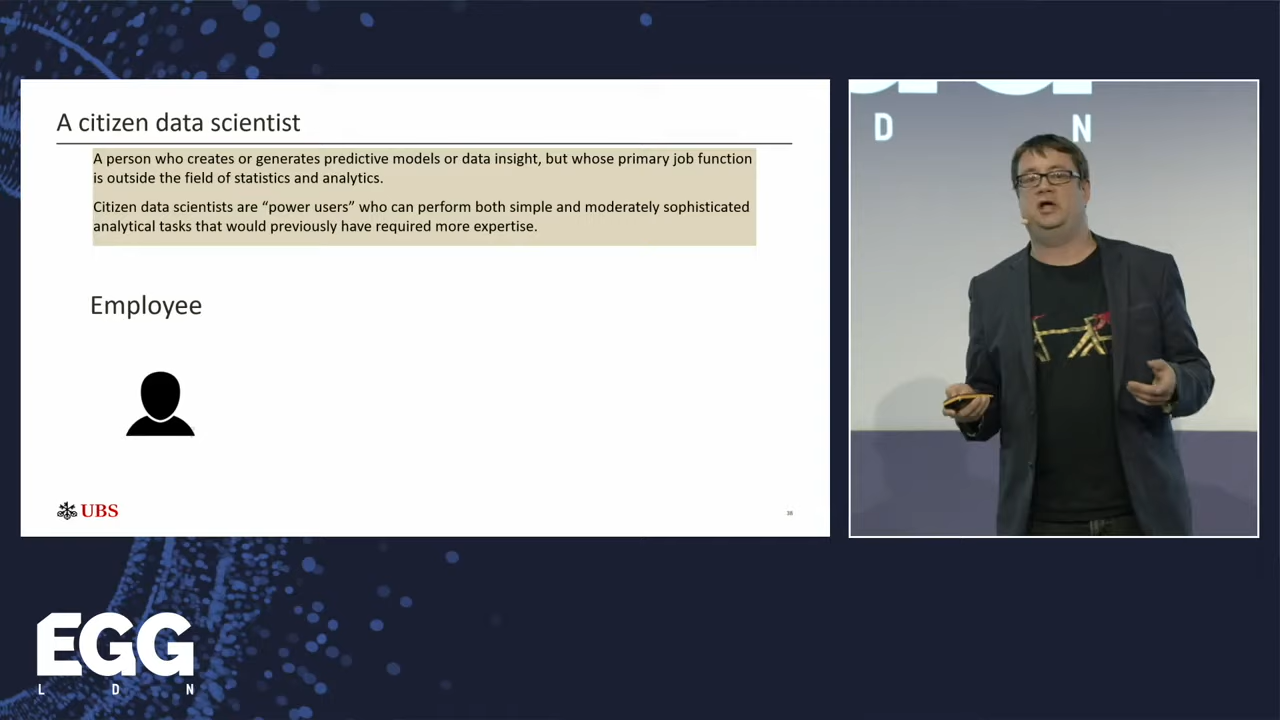 A citizen data scientist
A person who creates or generates predictive models or data insight, but whose primary job function
is outside the field of statistics and analytics.
Citizen data scientists are “power users” who can perform both simple and moderately sophisticated
analytical tasks that would previously have required more expertise.
Employee
UBS
D N
EGG
L D N